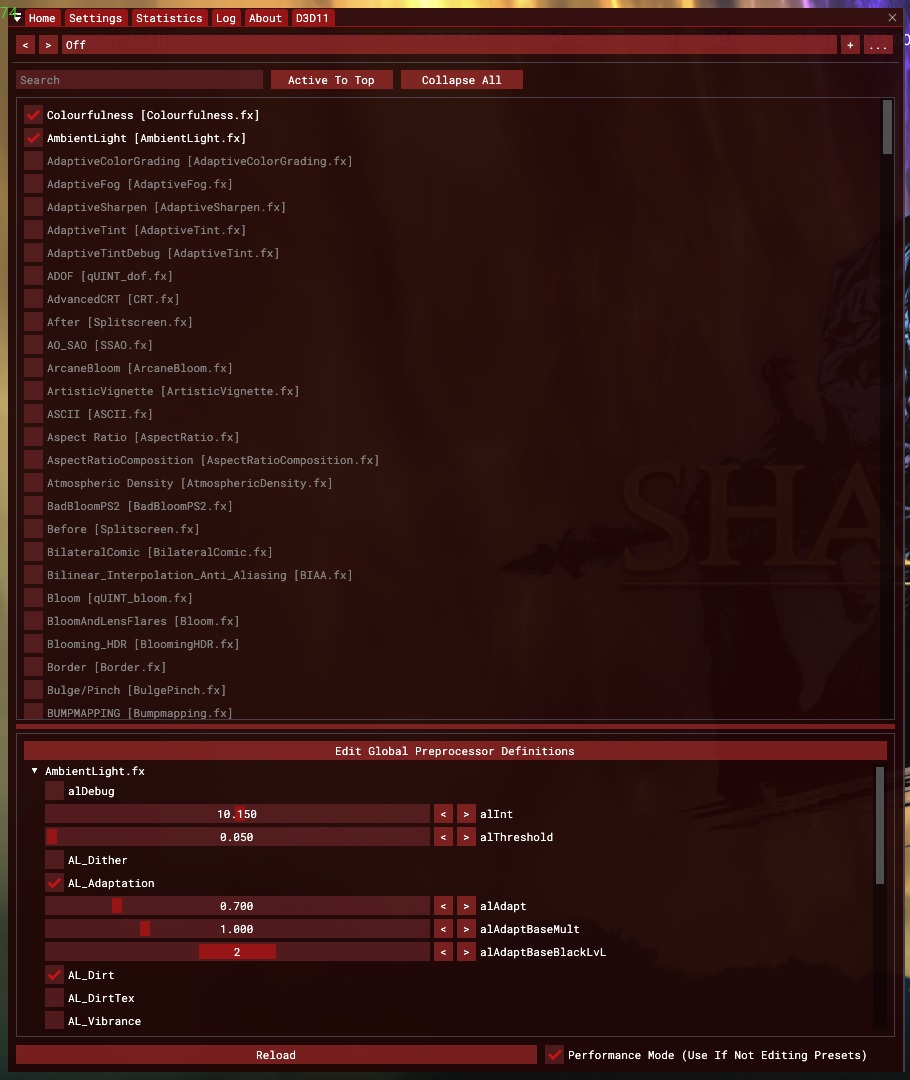 74
Home Settings Statistics Log About D3D11
< > Off + ...
Search Active To Top Collapse All
Colourfulness [Colourfulness.fx]
AmbientLight [AmbientLight.fx]
AdaptiveColorGrading [AdaptiveColorGrading.fx]
AdaptiveFog [AdaptiveFog.fx]
AdaptiveSharpen [AdaptiveSharpen.fx]
AdaptiveTint [AdaptiveTint.fx]
AdaptiveTintDebug [AdaptiveTint.fx]
ADOF [qUINT_dof.fx]
AdvancedCRT [CRT.fx]
After [Splitscreen.fx]
AO_SAO [SSAO.fx]
ArcaneBloom [ArcaneBloom.fx]
ArtisticVignette [ArtisticVignette.fx]
ASCII [ASCII.fx]
Aspect Ratio [AspectRatio.fx]
AspectRatioComposition [AspectRatioComposition.fx]
Atmospheric Density [AtmosphericDensity.fx]
BadBloomPS2 [BadBloomPS2.fx]
Before [Splitscreen.fx]
BilateralComic [BilateralComic.fx]
Bilinear_Interpolation_Anti_Aliasing [BIAA.fx]
Bloom [qUINT_bloom.fx]
BloomAndLensFlares [Bloom.fx]
Blooming_HDR [BloomingHDR.fx]
Border [Border.fx]
Bulge/Pinch [BulgePinch.fx]
BUMPMAPPING [Bumpmapping.fx]
SHA
Edit Global Preprocessor Definitions
AmbientLight.fx
alDebug
10.150 < > alInt
0.050 < > alThreshold
AL_Dither
AL_Adaptation
0.700 < > alAdapt
1.000 < > alAdaptBaseMult
2 < > alAdaptBaseBlackLvL
AL_Dirt
AL_DirtTex
AL_Vibrance
Reload Performance Mode (Use If Not Editing Presets)